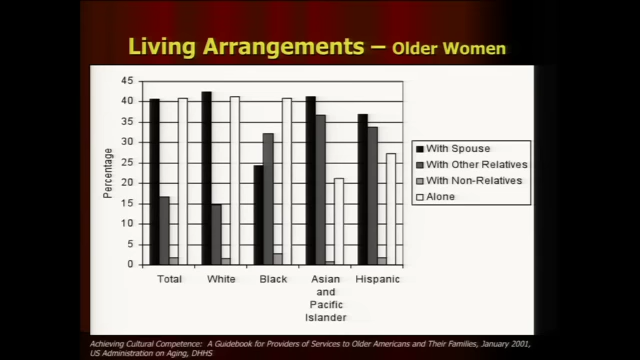 Living Arrangements – Older Women
45
40
35
30
25
20
15
10
5
0
Percentage
Total
White
Black
Asian
and
Pacific
Islander
Hispanic
With Spouse
With Other Relatives
With Non-Relatives
Alone
Achieving Cultural Competence: A Guidebook for Providers of Services to Older Americans and Their Families, January 2001,
US Administration on Aging, DHHS